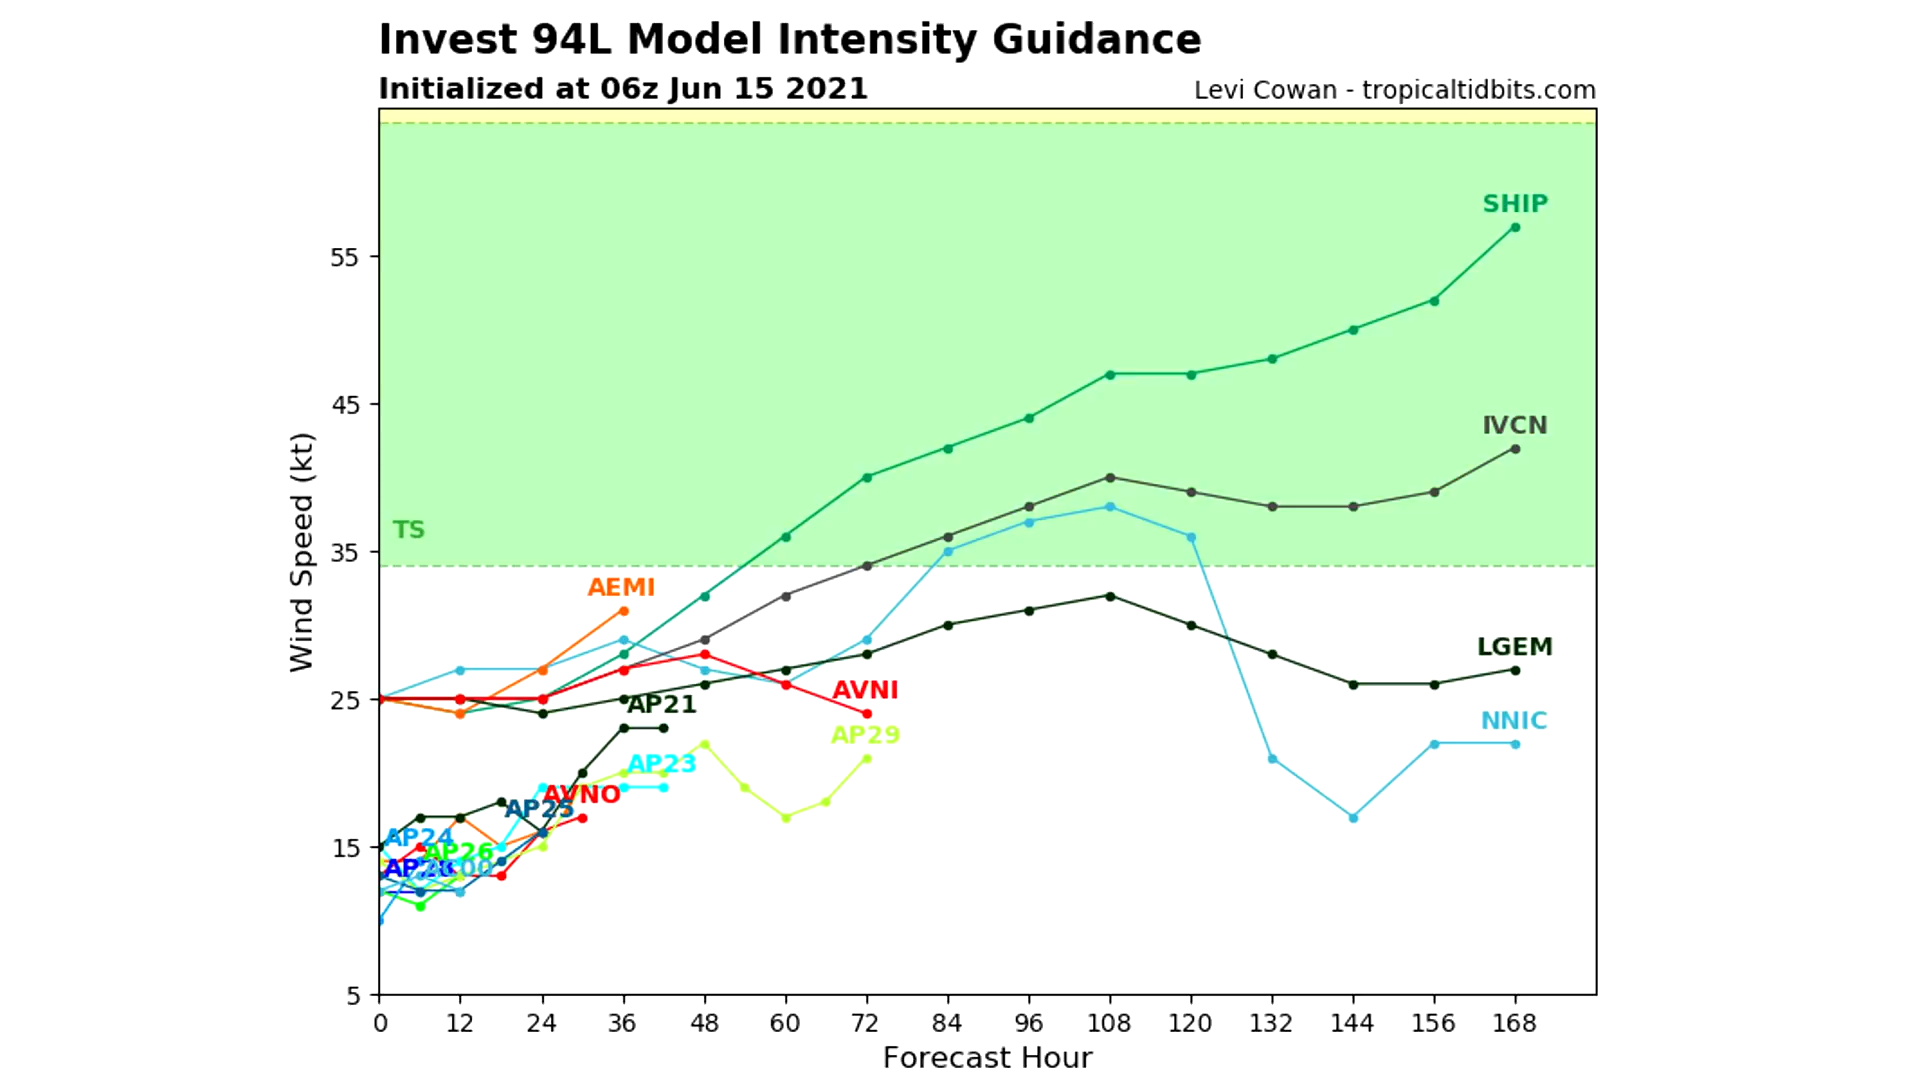 Invest 94L Model Intensity Guidance
Initialized at 06z Jun 15 2021
Levi Cowan - tropicaltidbits.com
SHIP
55
IVCN
45
Wind Speed (kt)
TS
35
AEMI
LGEM
AVNI
25
AP21
NNIC
AP29
AP23
AVNO
AP25
AP24
15
AP26
5
0 12 24 36 48 60 72 84 96 108 120 132 144 156 168
Forecast Hour